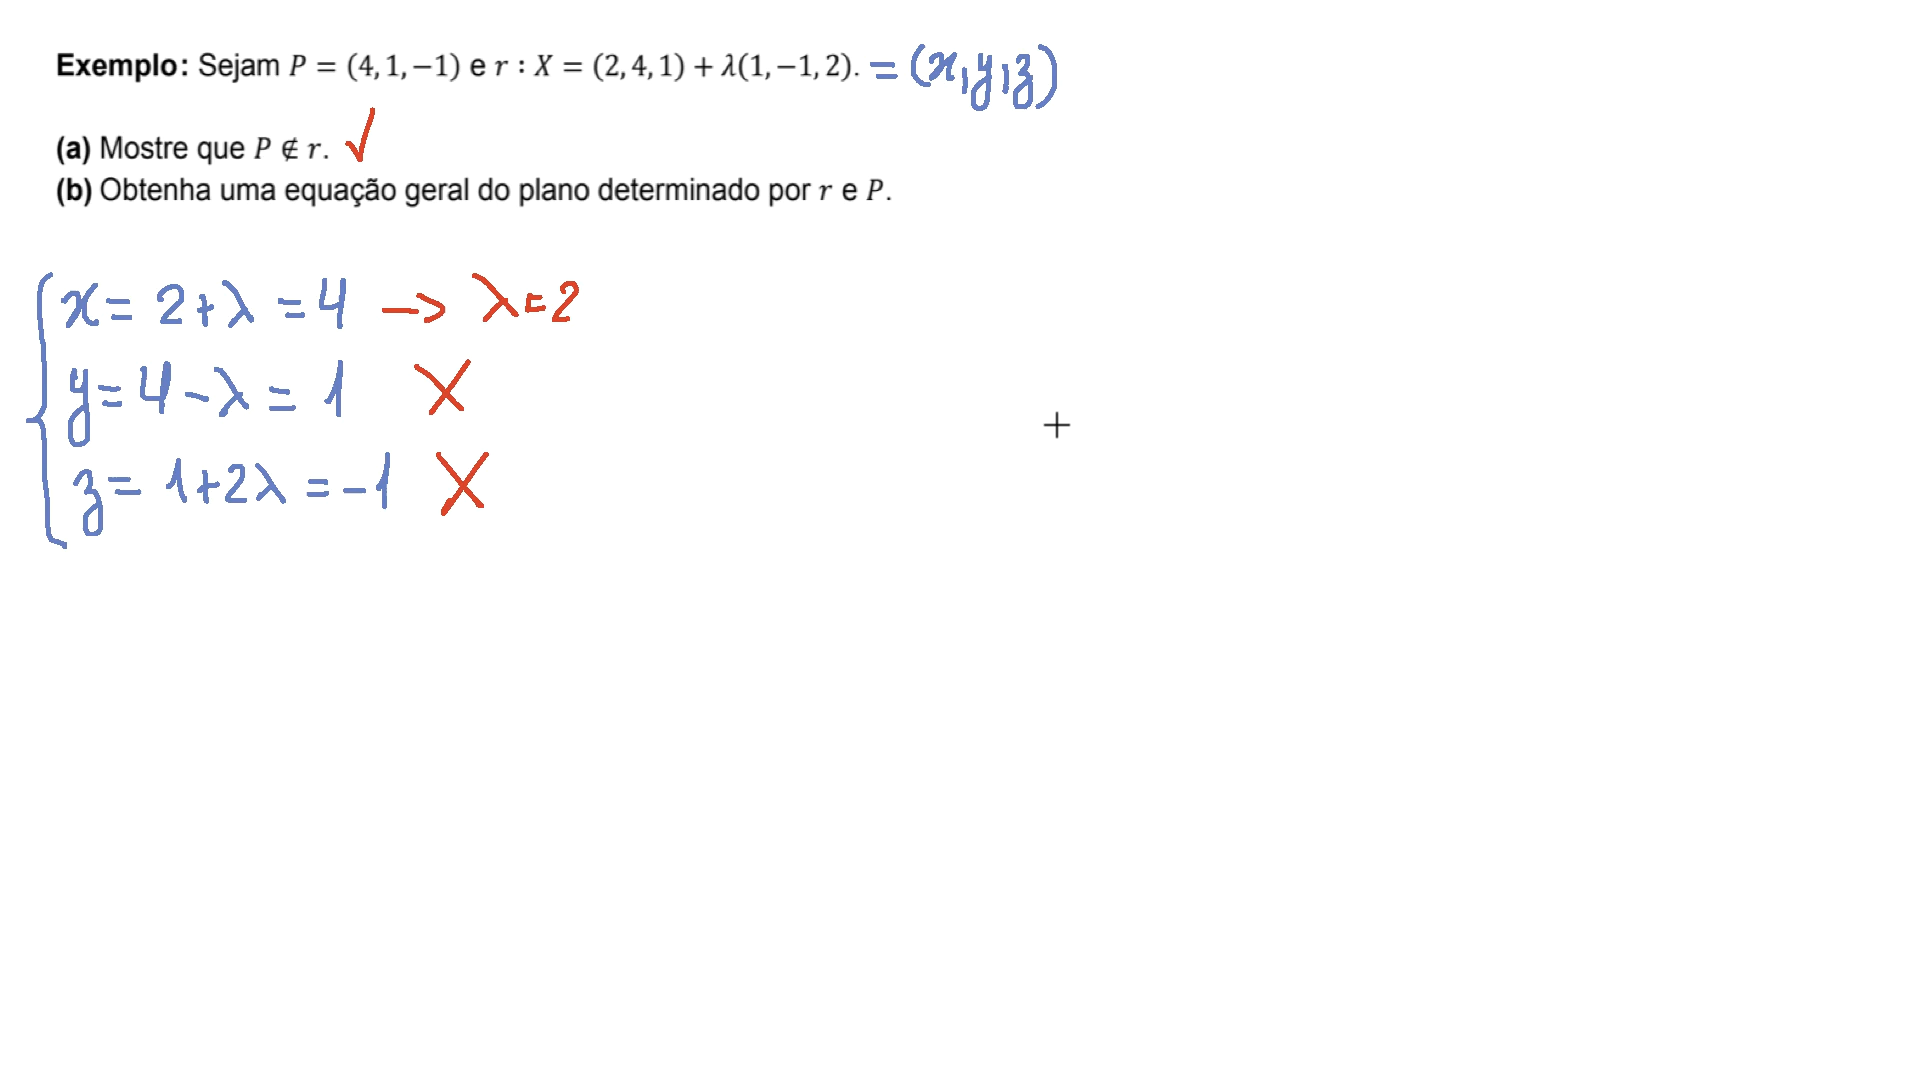 Exemplo: Sejam P = (4, 1, −1) e r : X = (2, 4, 1) + λ(1, −1, 2). = (x, y, z)
(a) Mostre que P ∉ r. ✓
(b) Obtenha uma equação geral do plano determinado por r e P.
x = 2 + λ = 4 → λ = 2
y = 4 − λ = 1 X
z = 1 + 2λ = −1 X